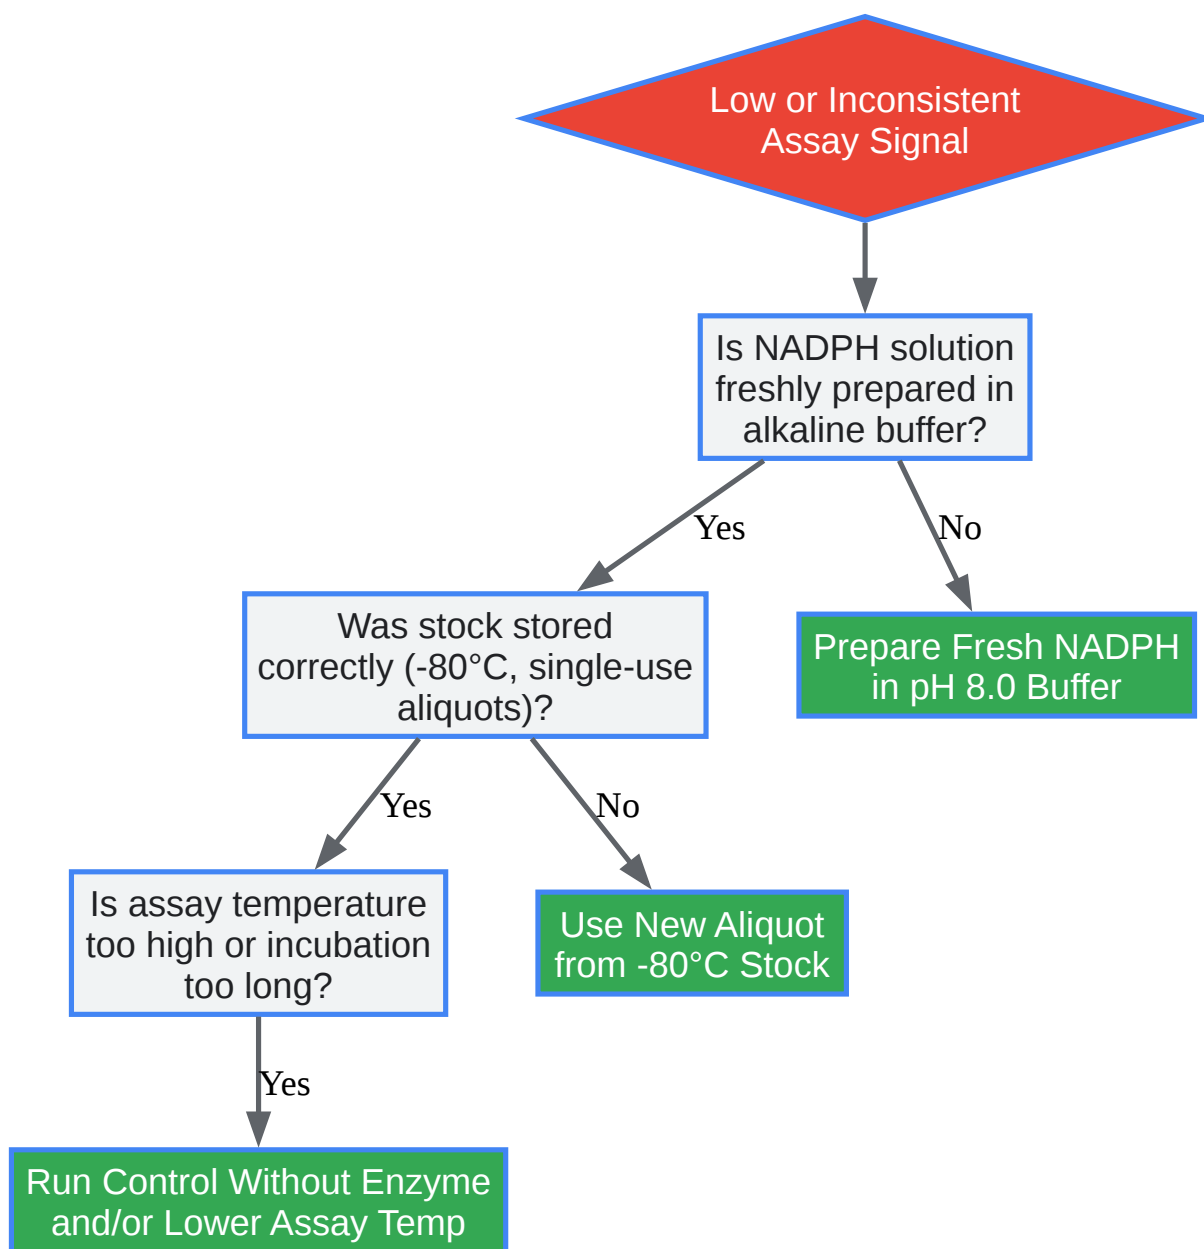 Low or Inconsistent
Assay Signal
Is NADPH solution
freshly prepared in
alkaline buffer?
Yes
No
Was stock stored
correctly (-80°C, single-use
aliquots)?
Prepare Fresh NADPH
in pH 8.0 Buffer
Yes
No
Is assay temperature
too high or incubation
too long?
Use New Aliquot
from -80°C Stock
Yes
Run Control Without Enzyme
and/or Lower Assay Temp